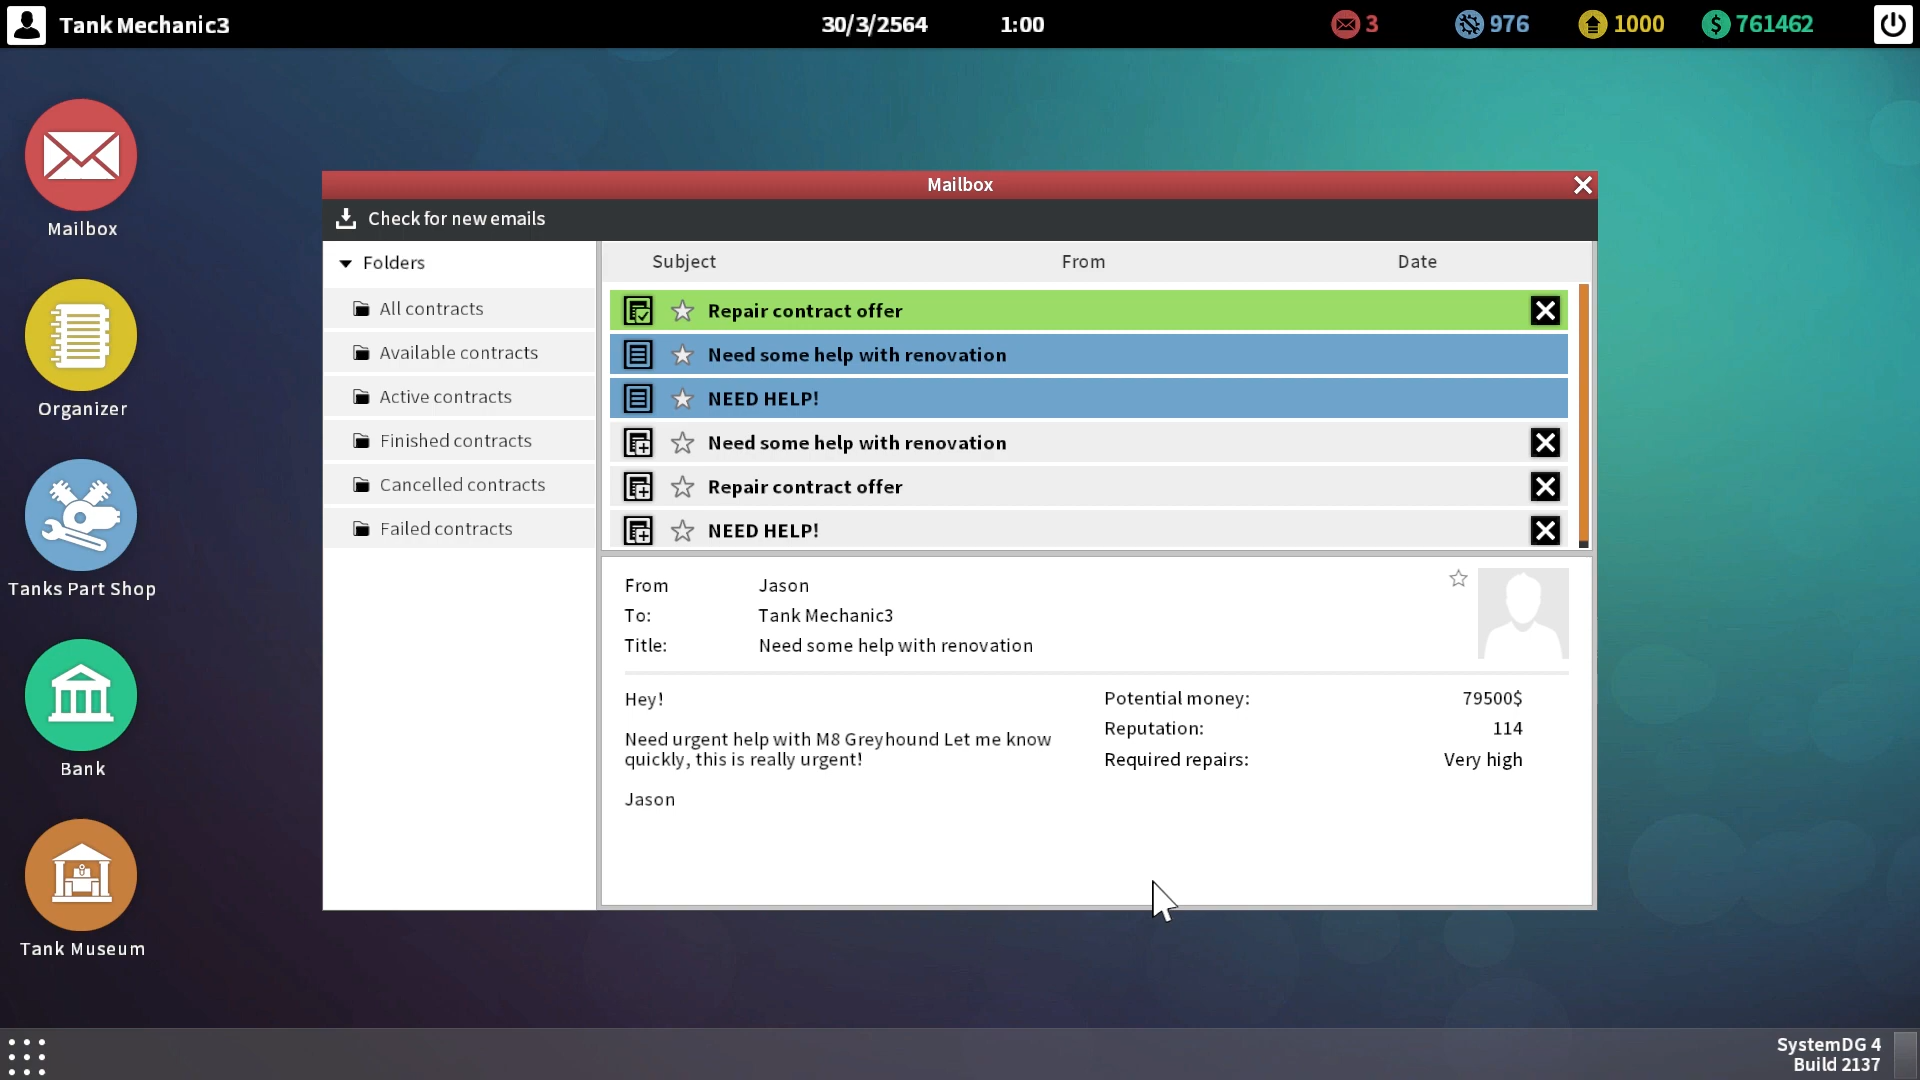 Tank Mechanic3
30/3/2564 1:00 3 976 1000 761462
Mailbox
Organizer
Tanks Part Shop
Bank
Tank Museum
Mailbox
Check for new emails
Folders
All contracts
Available contracts
Active contracts
Finished contracts
Cancelled contracts
Failed contracts
Subject From Date
Repair contract offer
Need some help with renovation
NEED HELP!
Need some help with renovation
Repair contract offer
NEED HELP!
From Jason
To: Tank Mechanic3
Title: Need some help with renovation
Hey!
Need urgent help with M8 Greyhound Let me know
quickly, this is really urgent!
Jason
Potential money: 79500$
Reputation: 114
Required repairs: Very high
SystemDG 4
Build 2137